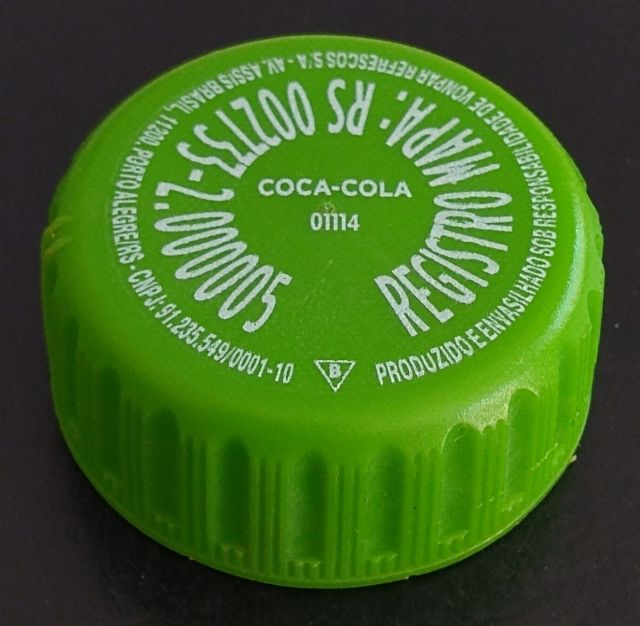 COCA-COLA
01114
REGISTRO MAPA: RS 002773-2.000005
PRODUZIDO E ENVASILHADO SOB RESPONSABILIDADE DE VONPAR REFRESCOS S/A - AV. ASSIS BRASIL, 11200. PORTO ALEGRE/RS - CNPJ: 91.235.549/0001-10
B